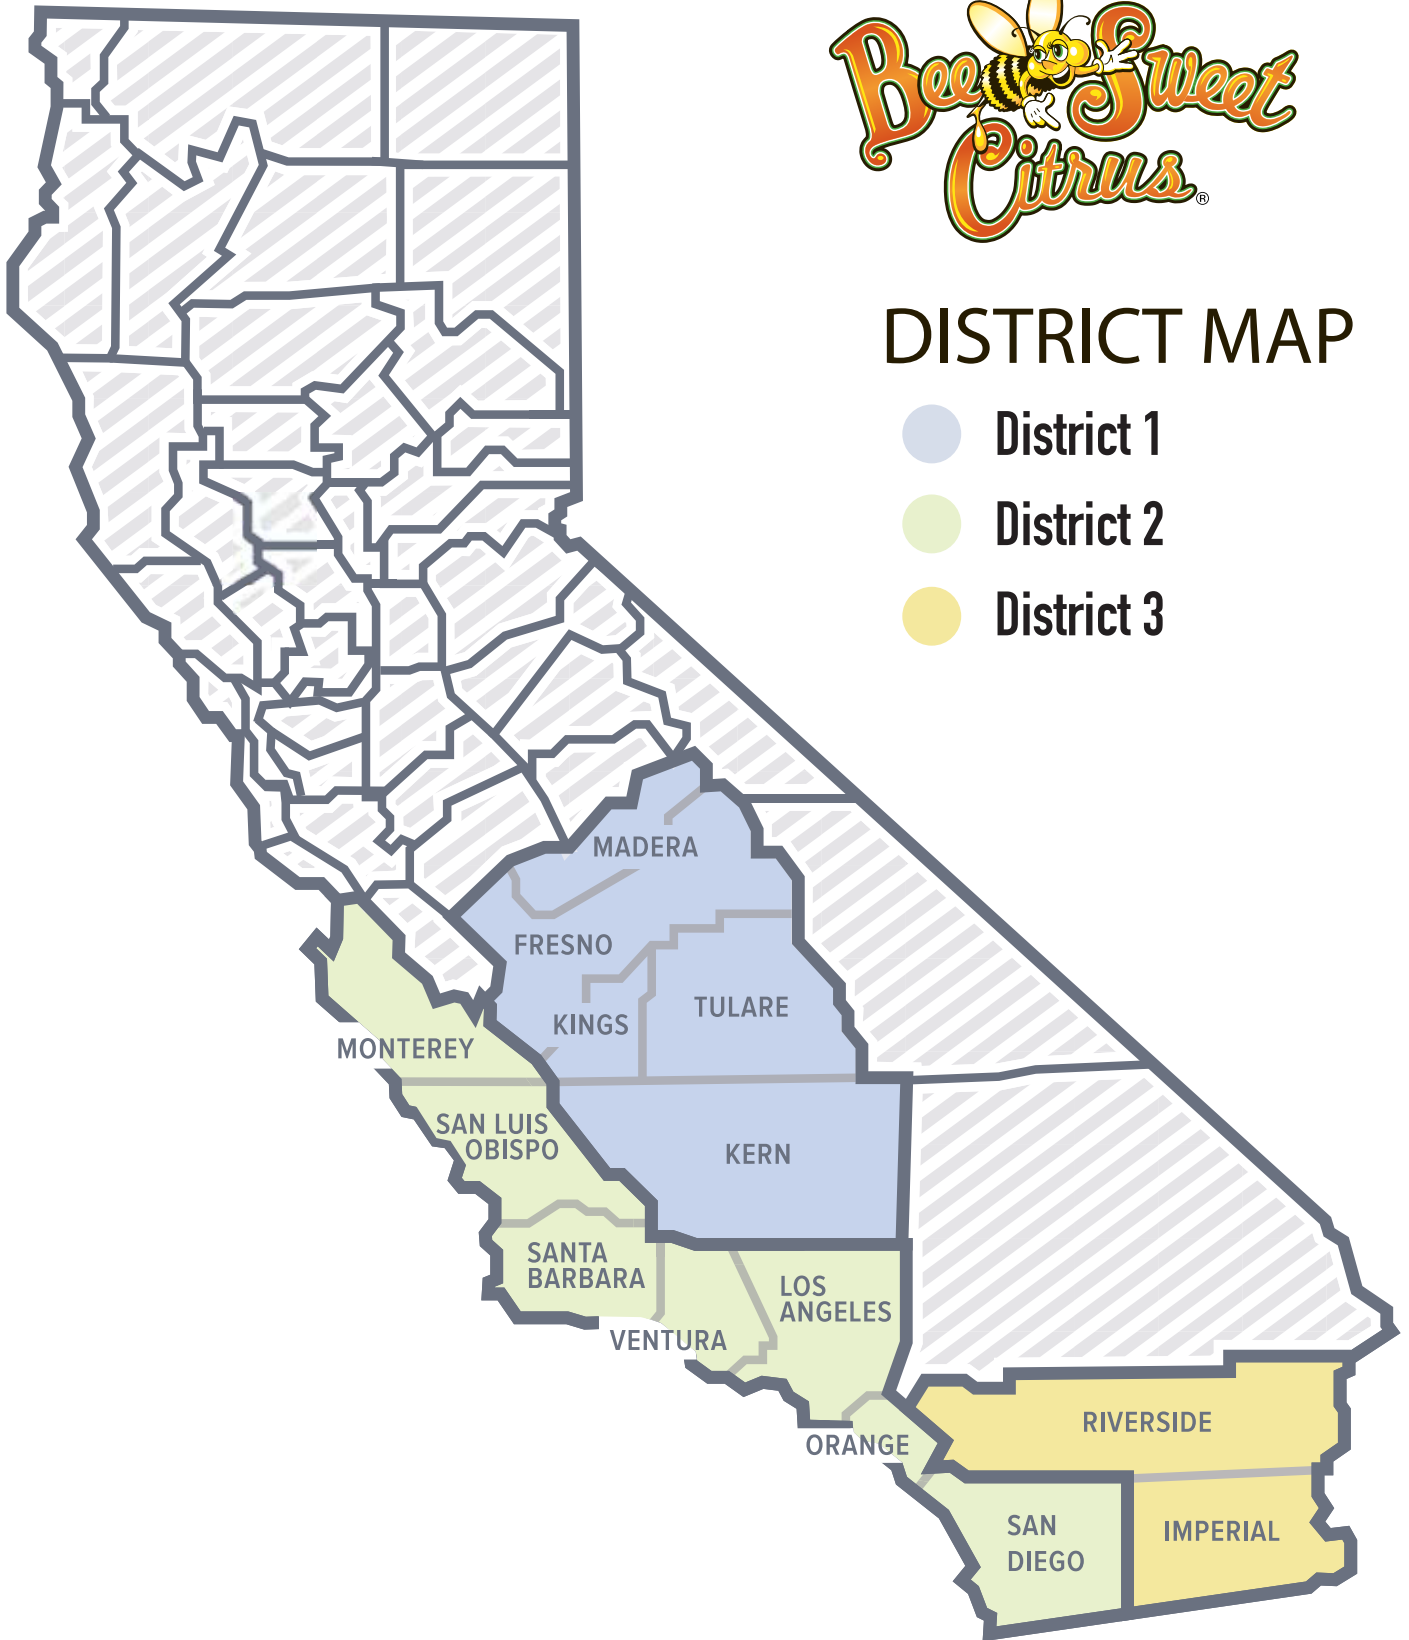 Bee Sweet
Citrus®
DISTRICT MAP
District 1
District 2
District 3
MADERA
FRESNO
KINGS
TULARE
MONTEREY
SAN LUIS
OBISPO
KERN
SANTA
BARBARA
LOS
ANGELES
VENTURA
ORANGE
RIVERSIDE
SAN
DIEGO
IMPERIAL